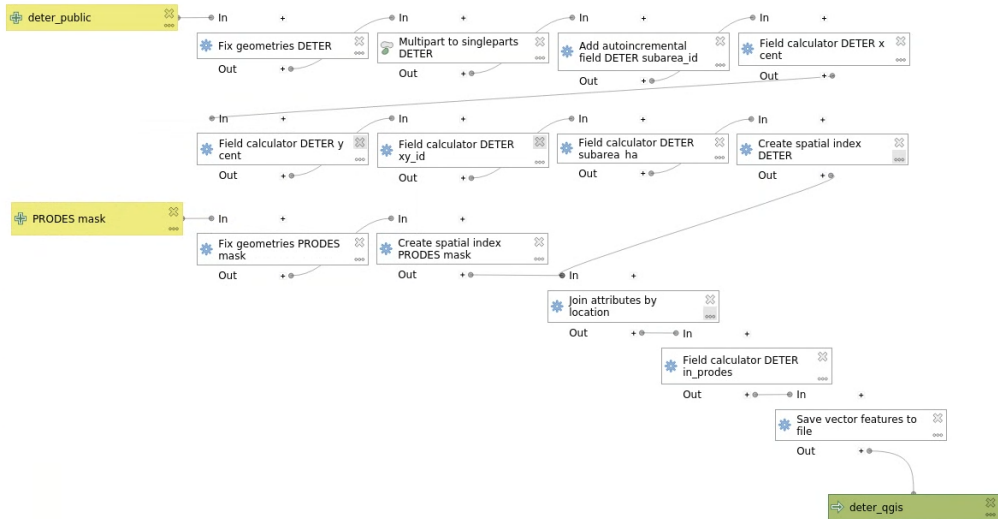 deter_public
In + In + In + In +
Fix geometries DETER
Multipart to singleparts
DETER
Add autoincremental
field DETER subarea_id
Field calculator DETER x
cent
Out + Out + Out + Out +
In + In + In + In +
Field calculator DETER y
cent
Field calculator DETER
xy_id
Field calculator DETER
subarea ha
Create spatial index
DETER
Out + Out + Out + Out +
PRODES mask
In + In +
Fix geometries PRODES
mask
Create spatial index
PRODES mask
Out + Out +
In +
Join attributes by
location
Out + In +
Field calculator DETER
in_prodes
Out + In +
Save vector features to
file
Out +
deter_qgis